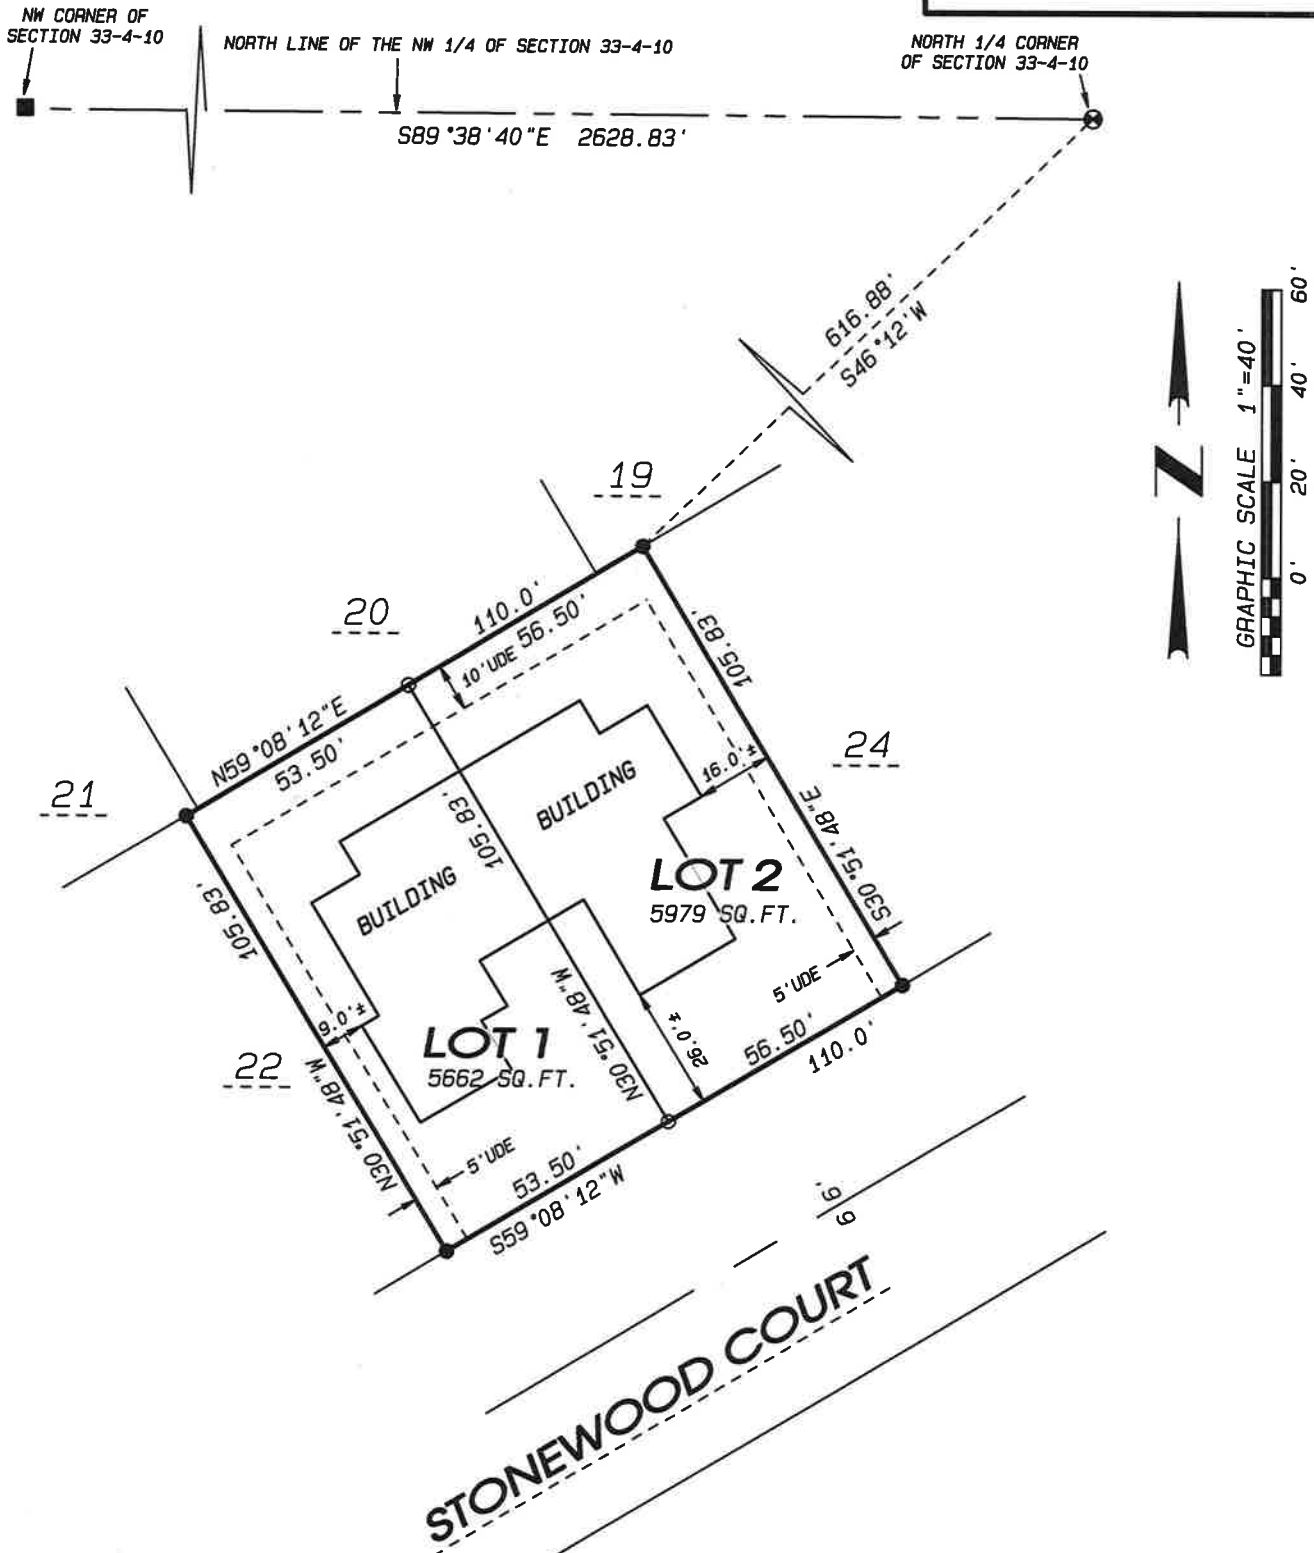 NW CORNER OF
SECTION 33-4-10
NORTH LINE OF THE NW 1/4 OF SECTION 33-4-10
NORTH 1/4 CORNER
OF SECTION 33-4-10
S89°38'40"E 2628.83'
616.88'
S46°12'W
GRAPHIC SCALE 1"=40'
0' 20' 40' 60'
N
19
20
110.0'
56.50'
10'UDE
105.83'
N59°08'12"E
53.50'
21
24
16.0'±
BUILDING
105.83'
S30°51'48"E
LOT 2
5979 SQ.FT.
BUILDING
105.83'
N30°51'48"W
5'UDE
LOT 1
5662 SQ.FT.
26.0'±
56.50'
110.0'
22
N30°51'48"W
5'UDE
53.50'
S59°08'12"W
STONEWOOD COURT